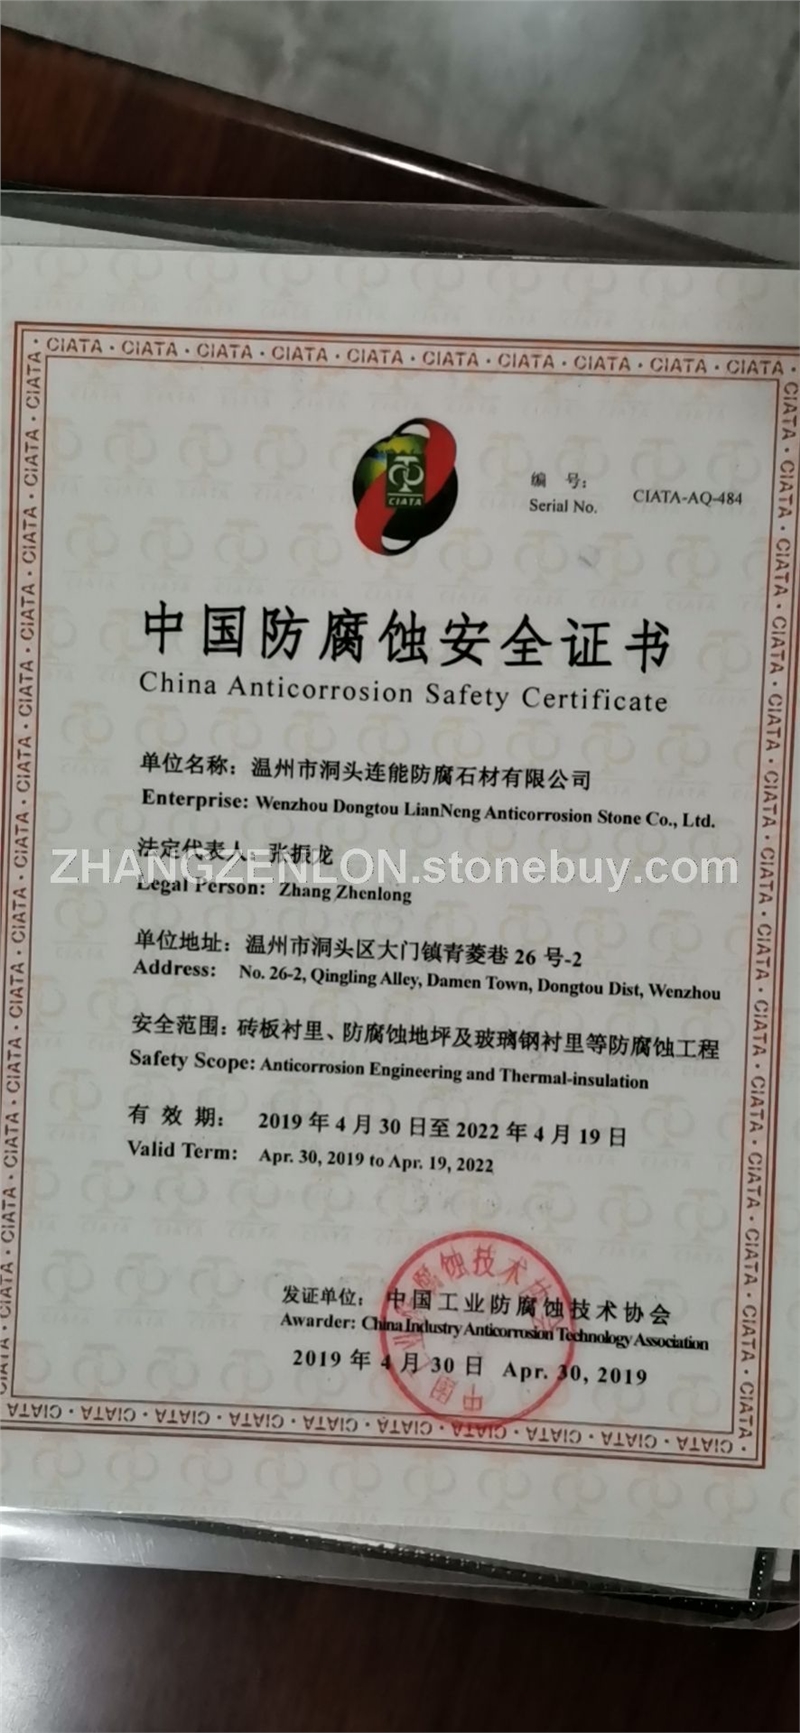 CIATA · CIATA · CIATA · CIATA · CIATA · CIATA · CIATA · CIATA · CIATA · CIATA
CIATA
编 号:
Serial No. CIATA-AQ-484
中国防腐蚀安全证书
China Anticorrosion Safety Certificate
单位名称: 温州市洞头连能防腐石材有限公司
Enterprise: Wenzhou Dongtou LianNeng Anticorrosion Stone Co., Ltd.
法定代表人: 张振龙
ZHANGZENLON.stonebuy.com
Legal Person: Zhang Zhenlong
单位地址: 温州市洞头区大门镇青菱巷 26 号-2
Address: No. 26-2, Qingling Alley, Damen Town, Dongtou Dist, Wenzhou
安全范围: 砖板衬里、防腐蚀地坪及玻璃钢衬里等防腐蚀工程
Safety Scope: Anticorrosion Engineering and Thermal-insulation
有 效 期: 2019 年 4 月 30 日至 2022 年 4 月 19 日
Valid Term: Apr. 30, 2019 to Apr. 19, 2022
发证单位: 中国工业防腐蚀技术协会
Awarder: China Industry Anticorrosion Technology Association
2019 年 4 月 30 日 Apr. 30, 2019
CIATA · CIATA · CIATA · CIATA · CIATA · CIATA · CIATA · CIATA · CIATA · CIATA